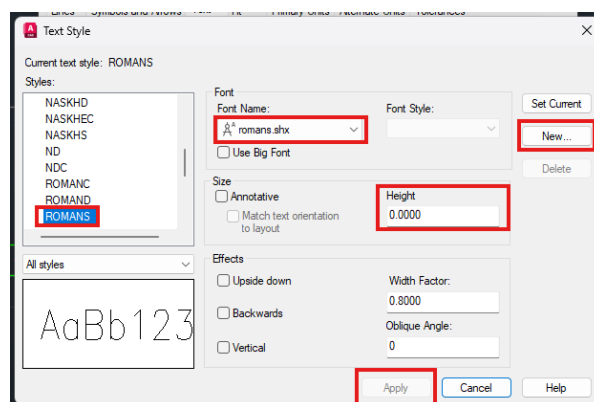 Text Style
Current text style: ROMANS
Styles:
NASKHD
NASKHEC
NASKHS
ND
NDC
ROMANC
ROMAND
ROMANS
All styles
AaBb123
Font
Font Name:
Font Style:
romans.shx
Use Big Font
Size
Annotative
Match text orientation
to layout
Height
0.0000
Effects
Upside down
Backwards
Vertical
Width Factor:
0.8000
Oblique Angle:
0
Set Current
New...
Delete
Apply
Cancel
Help